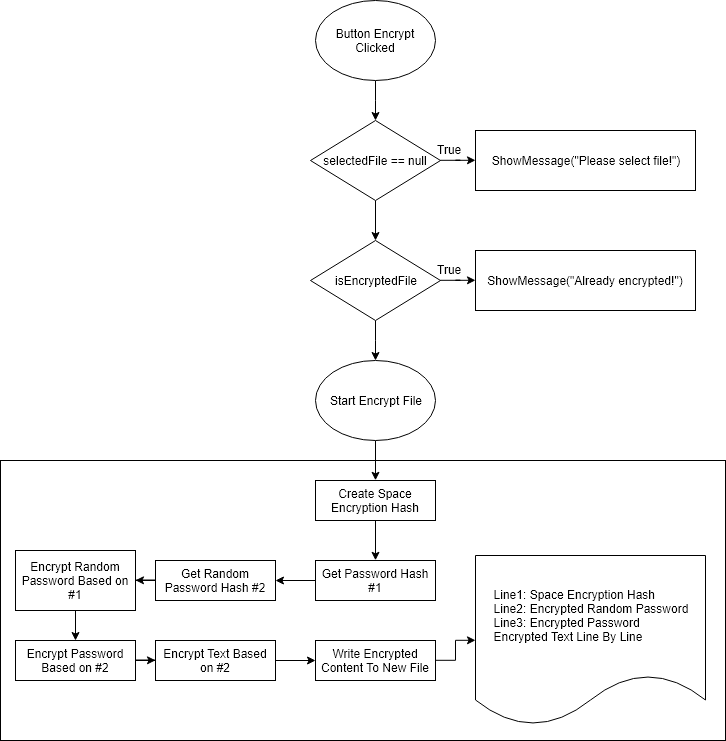 Button Encrypt
Clicked
selectedFile == null
True
ShowMessage("Please select file!")
isEncryptedFile
True
ShowMessage("Already encrypted!")
Start Encrypt File
Create Space
Encryption Hash
Get Password Hash
#1
Get Random
Password Hash #2
Encrypt Random
Password Based on
#1
Encrypt Password
Based on #2
Encrypt Text Based
on #2
Write Encrypted
Content To New File
Line1: Space Encryption Hash
Line2: Encrypted Random Password
Line3: Encrypted Password
Encrypted Text Line By Line